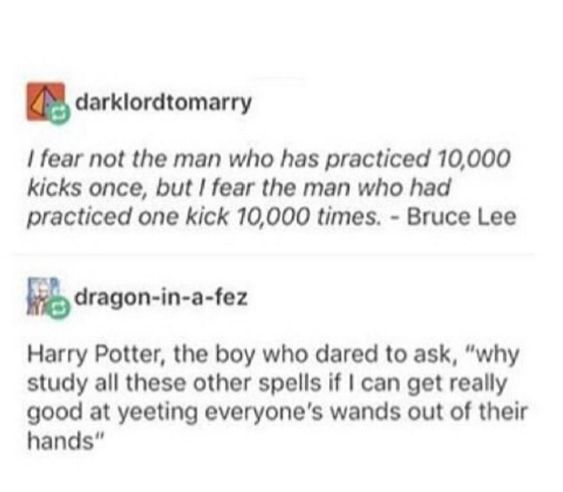 darklordtomarry
I fear not the man who has practiced 10,000
kicks once, but I fear the man who had
practiced one kick 10,000 times. - Bruce Lee
dragon-in-a-fez
Harry Potter, the boy who dared to ask, "why
study all these other spells if I can get really
good at yeeting everyone's wands out of their
hands"